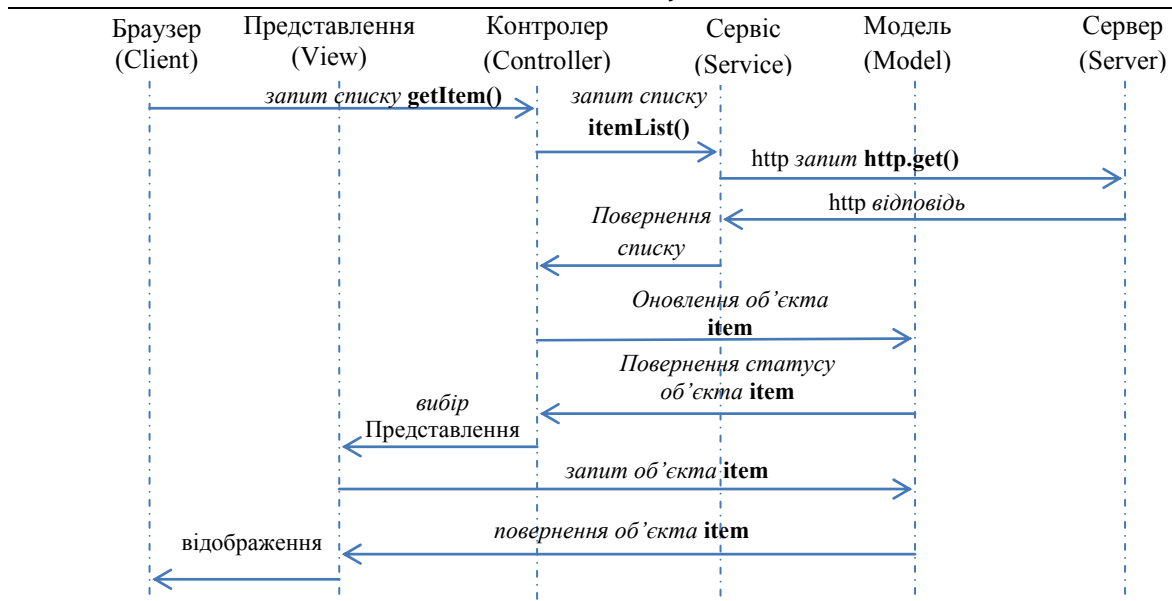 Браузер Представлення Контролер Сервіс Модель Сервер
(Client) (View) (Controller) (Service) (Model) (Server)
запит списку getItem() запит списку
itemList()
http запит http.get()
http відповідь
Повернення
списку
Оновлення об’єкта
item
Повернення статусу
об’єкта item
вибір
Представлення
запит об’єкта item
повернення об’єкта item
відображення